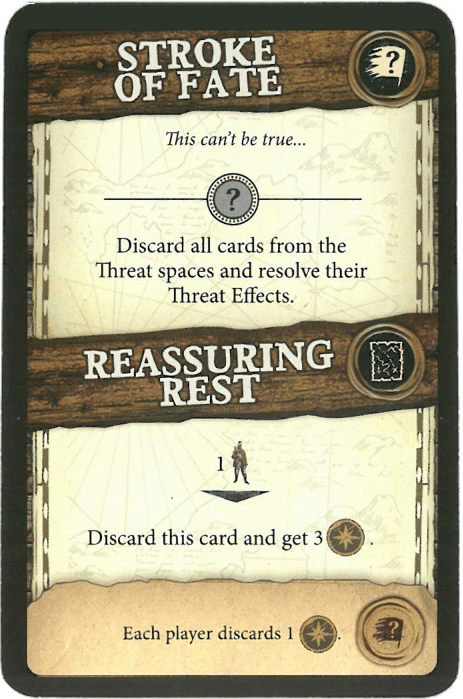 STROKE
OF FATE
?
This can't be true...
?
Discard all cards from the
Threat spaces and resolve their
Threat Effects.
REASSURING
REST
1
Discard this card and get 3 .
Each player discards 1 .
?